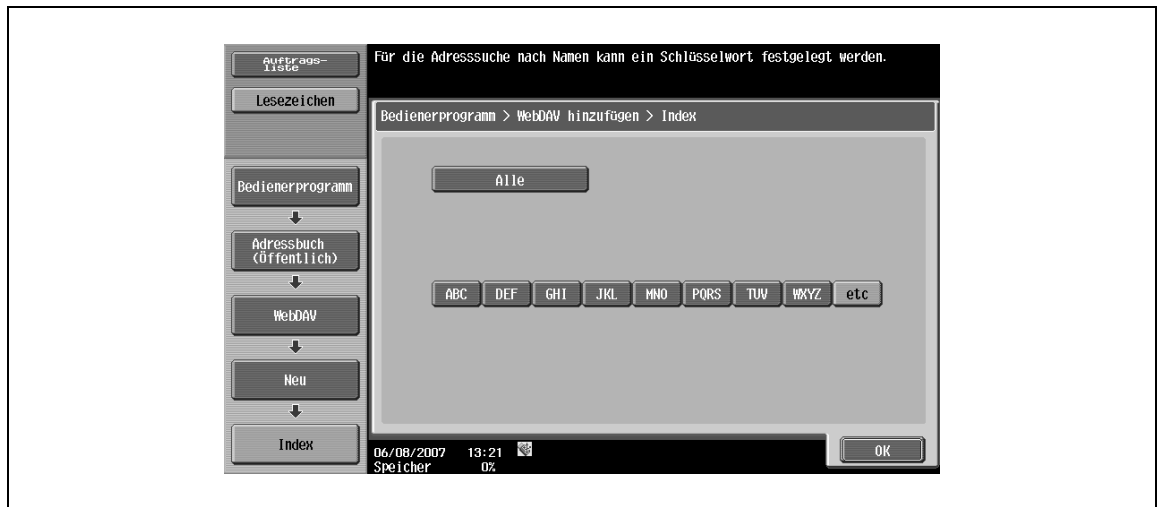 Auftrags-
liste
Lesezeichen
Bedienerprogramm
Adressbuch
(Öffentlich)
WebDAV
Neu
Index
Für die Adresssuche nach Namen kann ein Schlüsselwort festgelegt werden.
Bedienerprogramm > WebDAV hinzufügen > Index
Alle
ABC DEF GHI JKL MNO PQRS TUV WXYZ etc
06/08/2007 13:21
Speicher 0%
OK